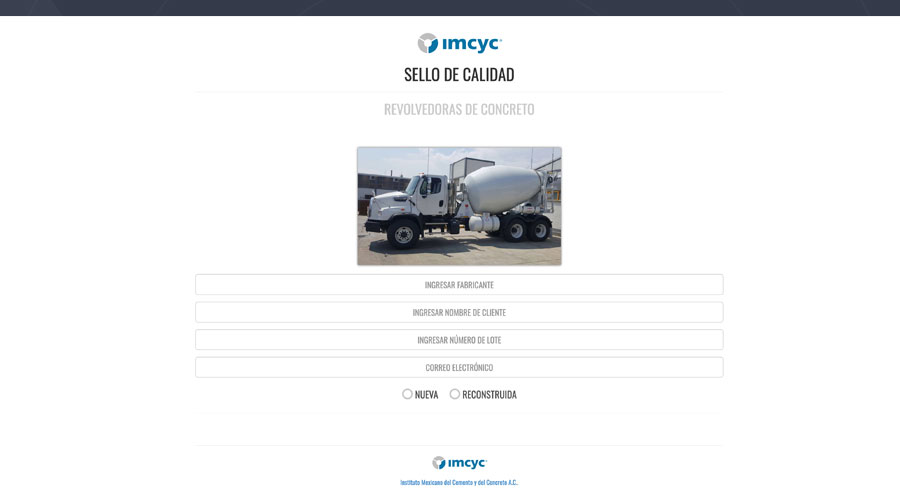 imcyc
SELLO DE CALIDAD
REVOLVEDORAS DE CONCRETO
INGRESAR FABRICANTE
INGRESAR NOMBRE DE CLIENTE
INGRESAR NÚMERO DE LOTE
CORREO ELECTRÓNICO
NUEVA RECONSTRUIDA
imcyc
Instituto Mexicano del Cemento y del Concreto A.C.